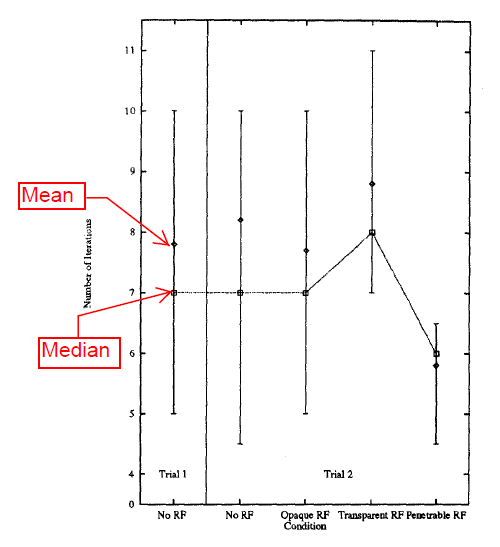 11
10
9
Mean
8
Number of Iterations
7
Median
6
5
Trial 1
Trial 2
4
0
No RF
No RF
Opaque RF
Transparent RF
Penetrable RF
Condition